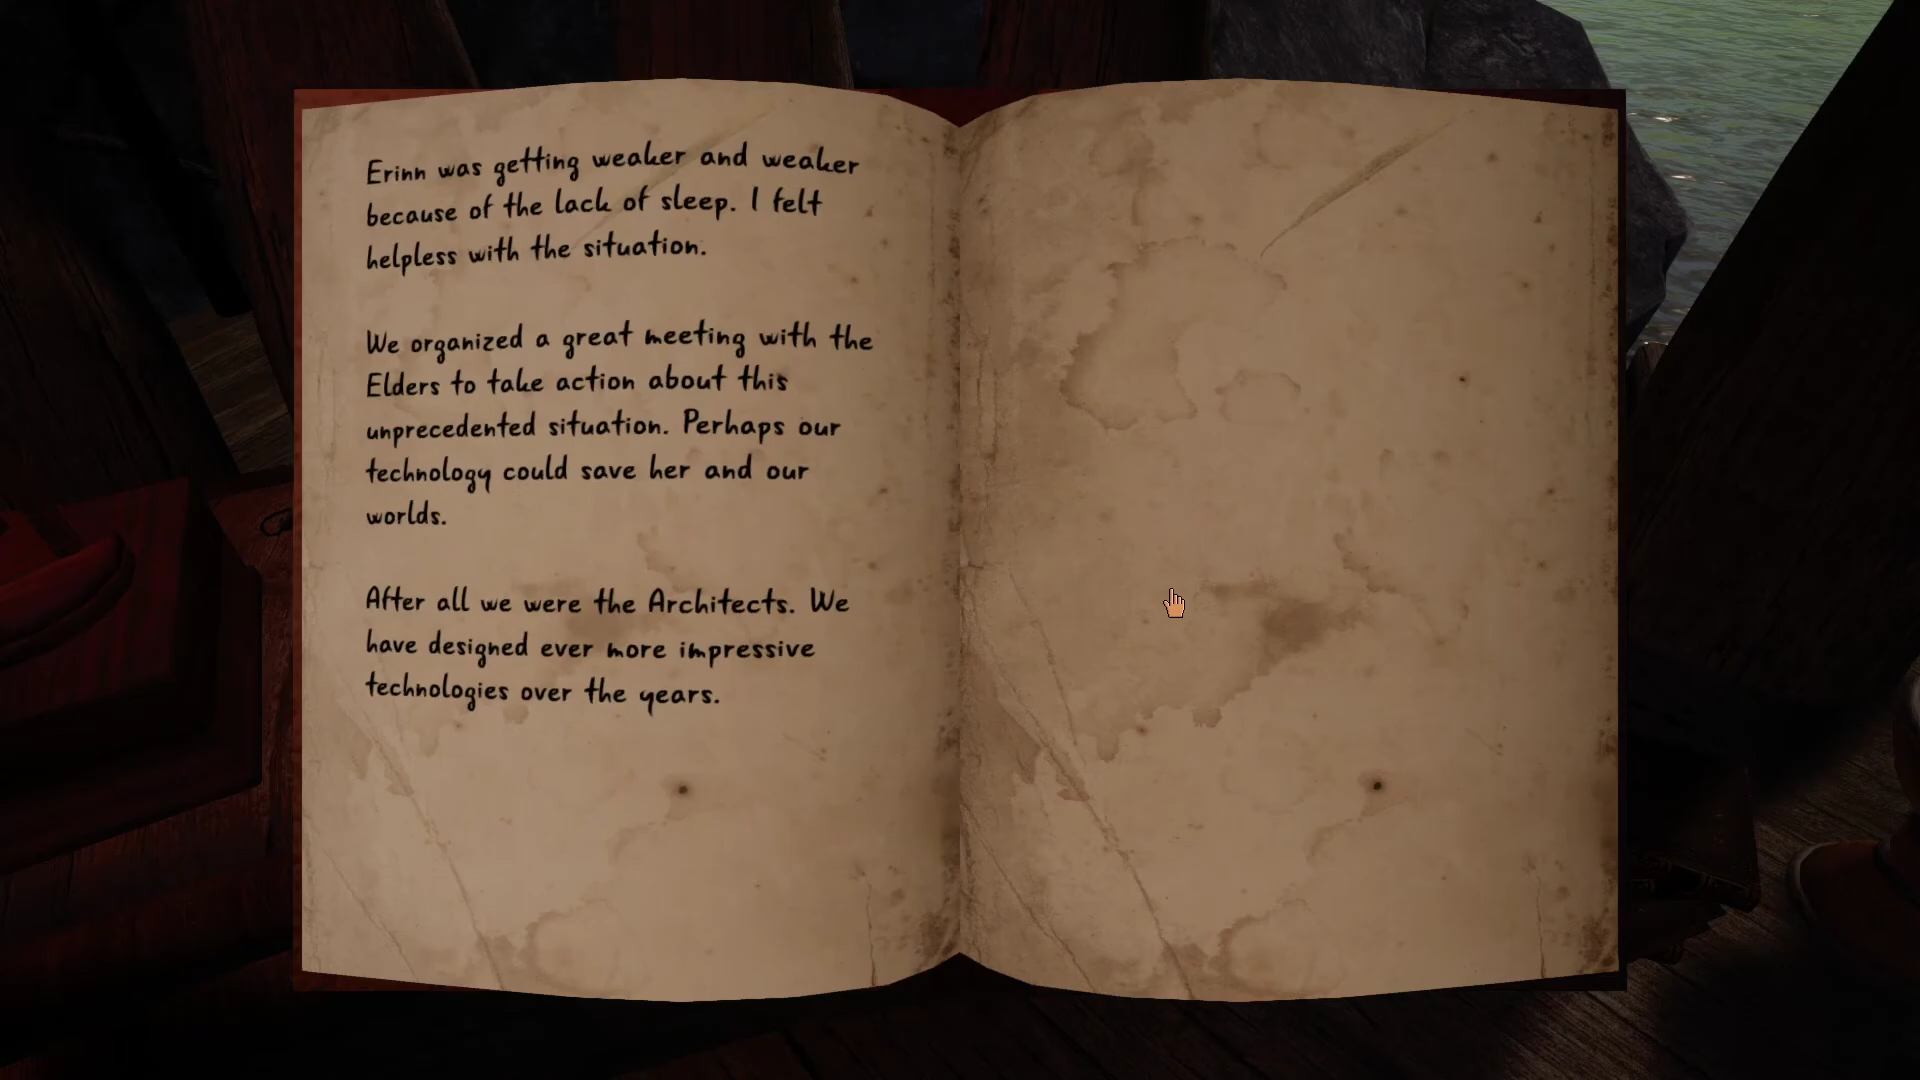 Erinn was getting weaker and weaker
because of the lack of sleep. I felt
helpless with the situation.
We organized a great meeting with the
Elders to take action about this
unprecedented situation. Perhaps our
technology could save her and our
worlds.
After all we were the Architects. We
have designed ever more impressive
technologies over the years.